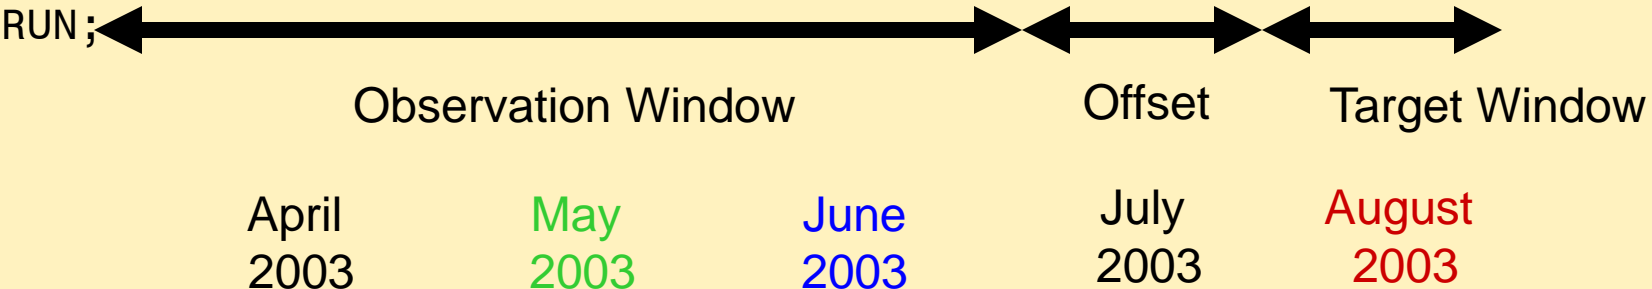 RUN;
Observation Window Offset Target Window
April May June July August
2003 2003 2003 2003 2003